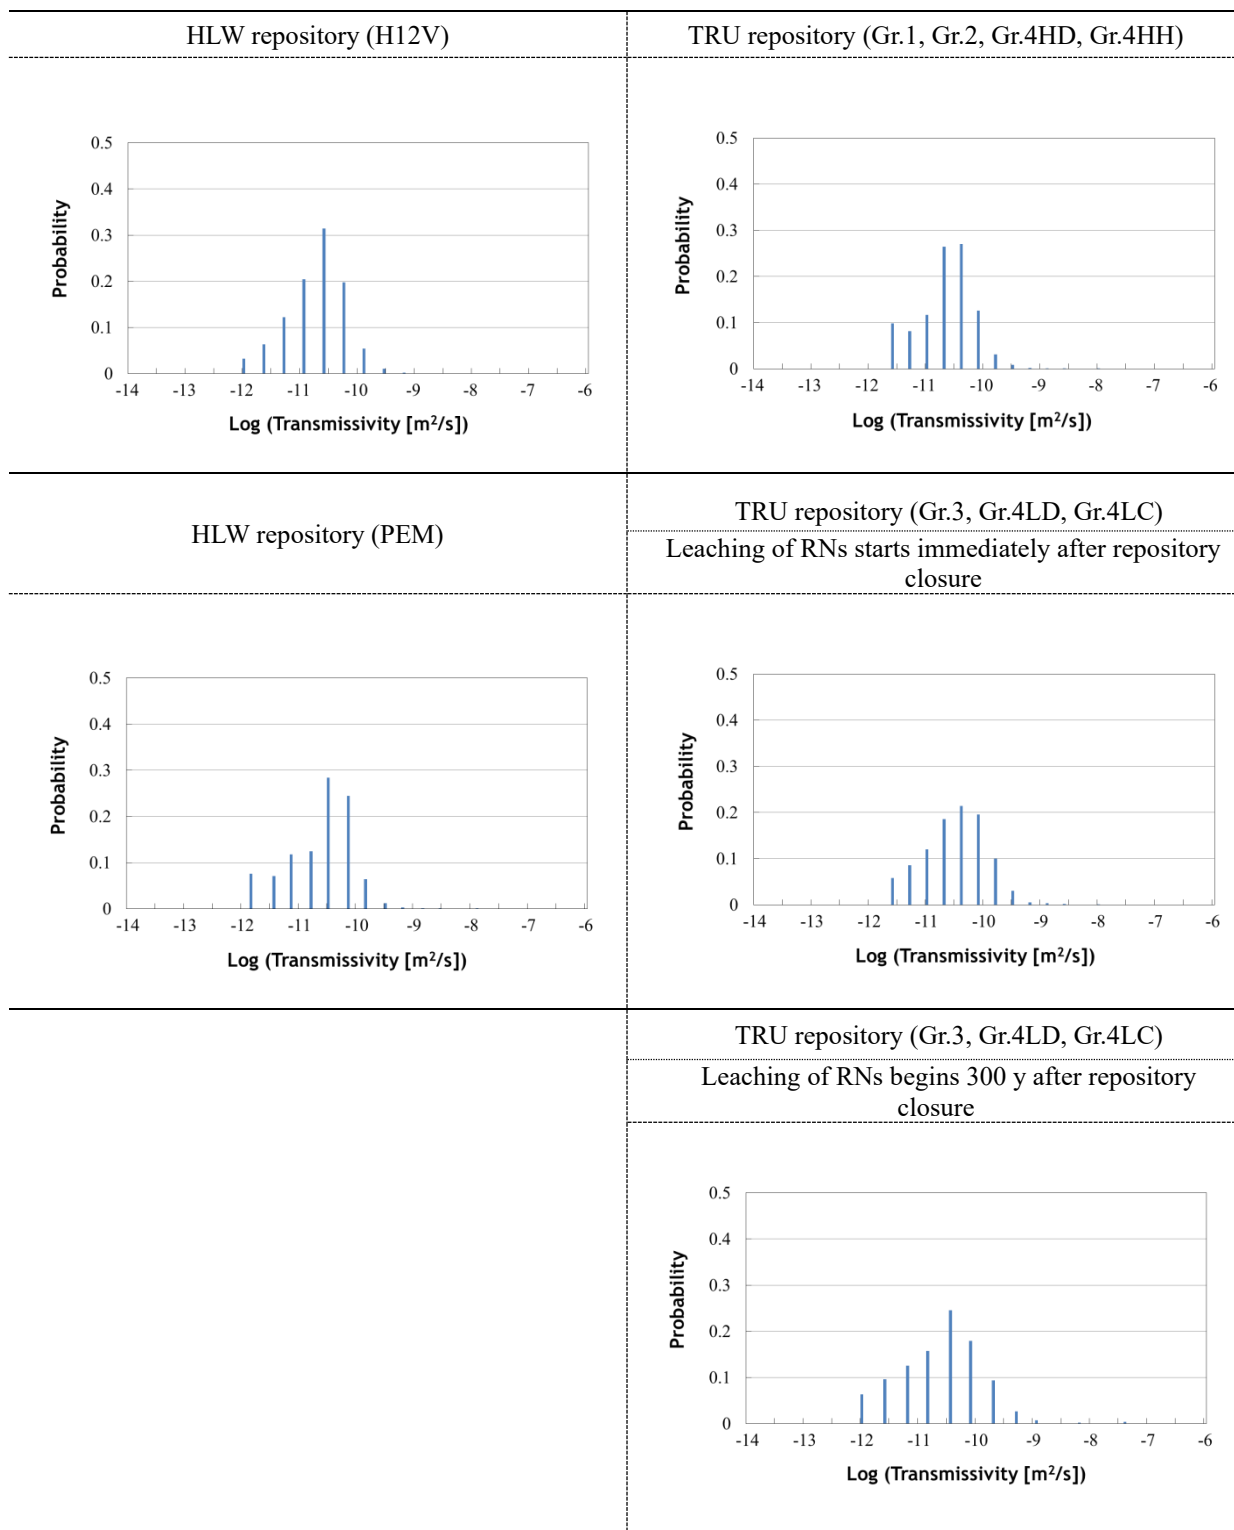 HLW repository (H12V)
TRU repository (Gr.1, Gr.2, Gr.4HD, Gr.4HH)
0.5
0.4
0.3
0.2
0.1
0
Probability
-14 -13 -12 -11 -10 -9 -8 -7 -6
Log (Transmissivity [m²/s])
0.5
0.4
0.3
0.2
0.1
0
Probability
-14 -13 -12 -11 -10 -9 -8 -7 -6
Log (Transmissivity [m²/s])
HLW repository (PEM)
TRU repository (Gr.3, Gr.4LD, Gr.4LC)
Leaching of RNs starts immediately after repository
closure
0.5
0.4
0.3
0.2
0.1
0
Probability
-14 -13 -12 -11 -10 -9 -8 -7 -6
Log (Transmissivity [m²/s])
0.5
0.4
0.3
0.2
0.1
0
Probability
-14 -13 -12 -11 -10 -9 -8 -7 -6
Log (Transmissivity [m²/s])
TRU repository (Gr.3, Gr.4LD, Gr.4LC)
Leaching of RNs begins 300 y after repository
closure
0.5
0.4
0.3
0.2
0.1
0
Probability
-14 -13 -12 -11 -10 -9 -8 -7 -6
Log (Transmissivity [m²/s])